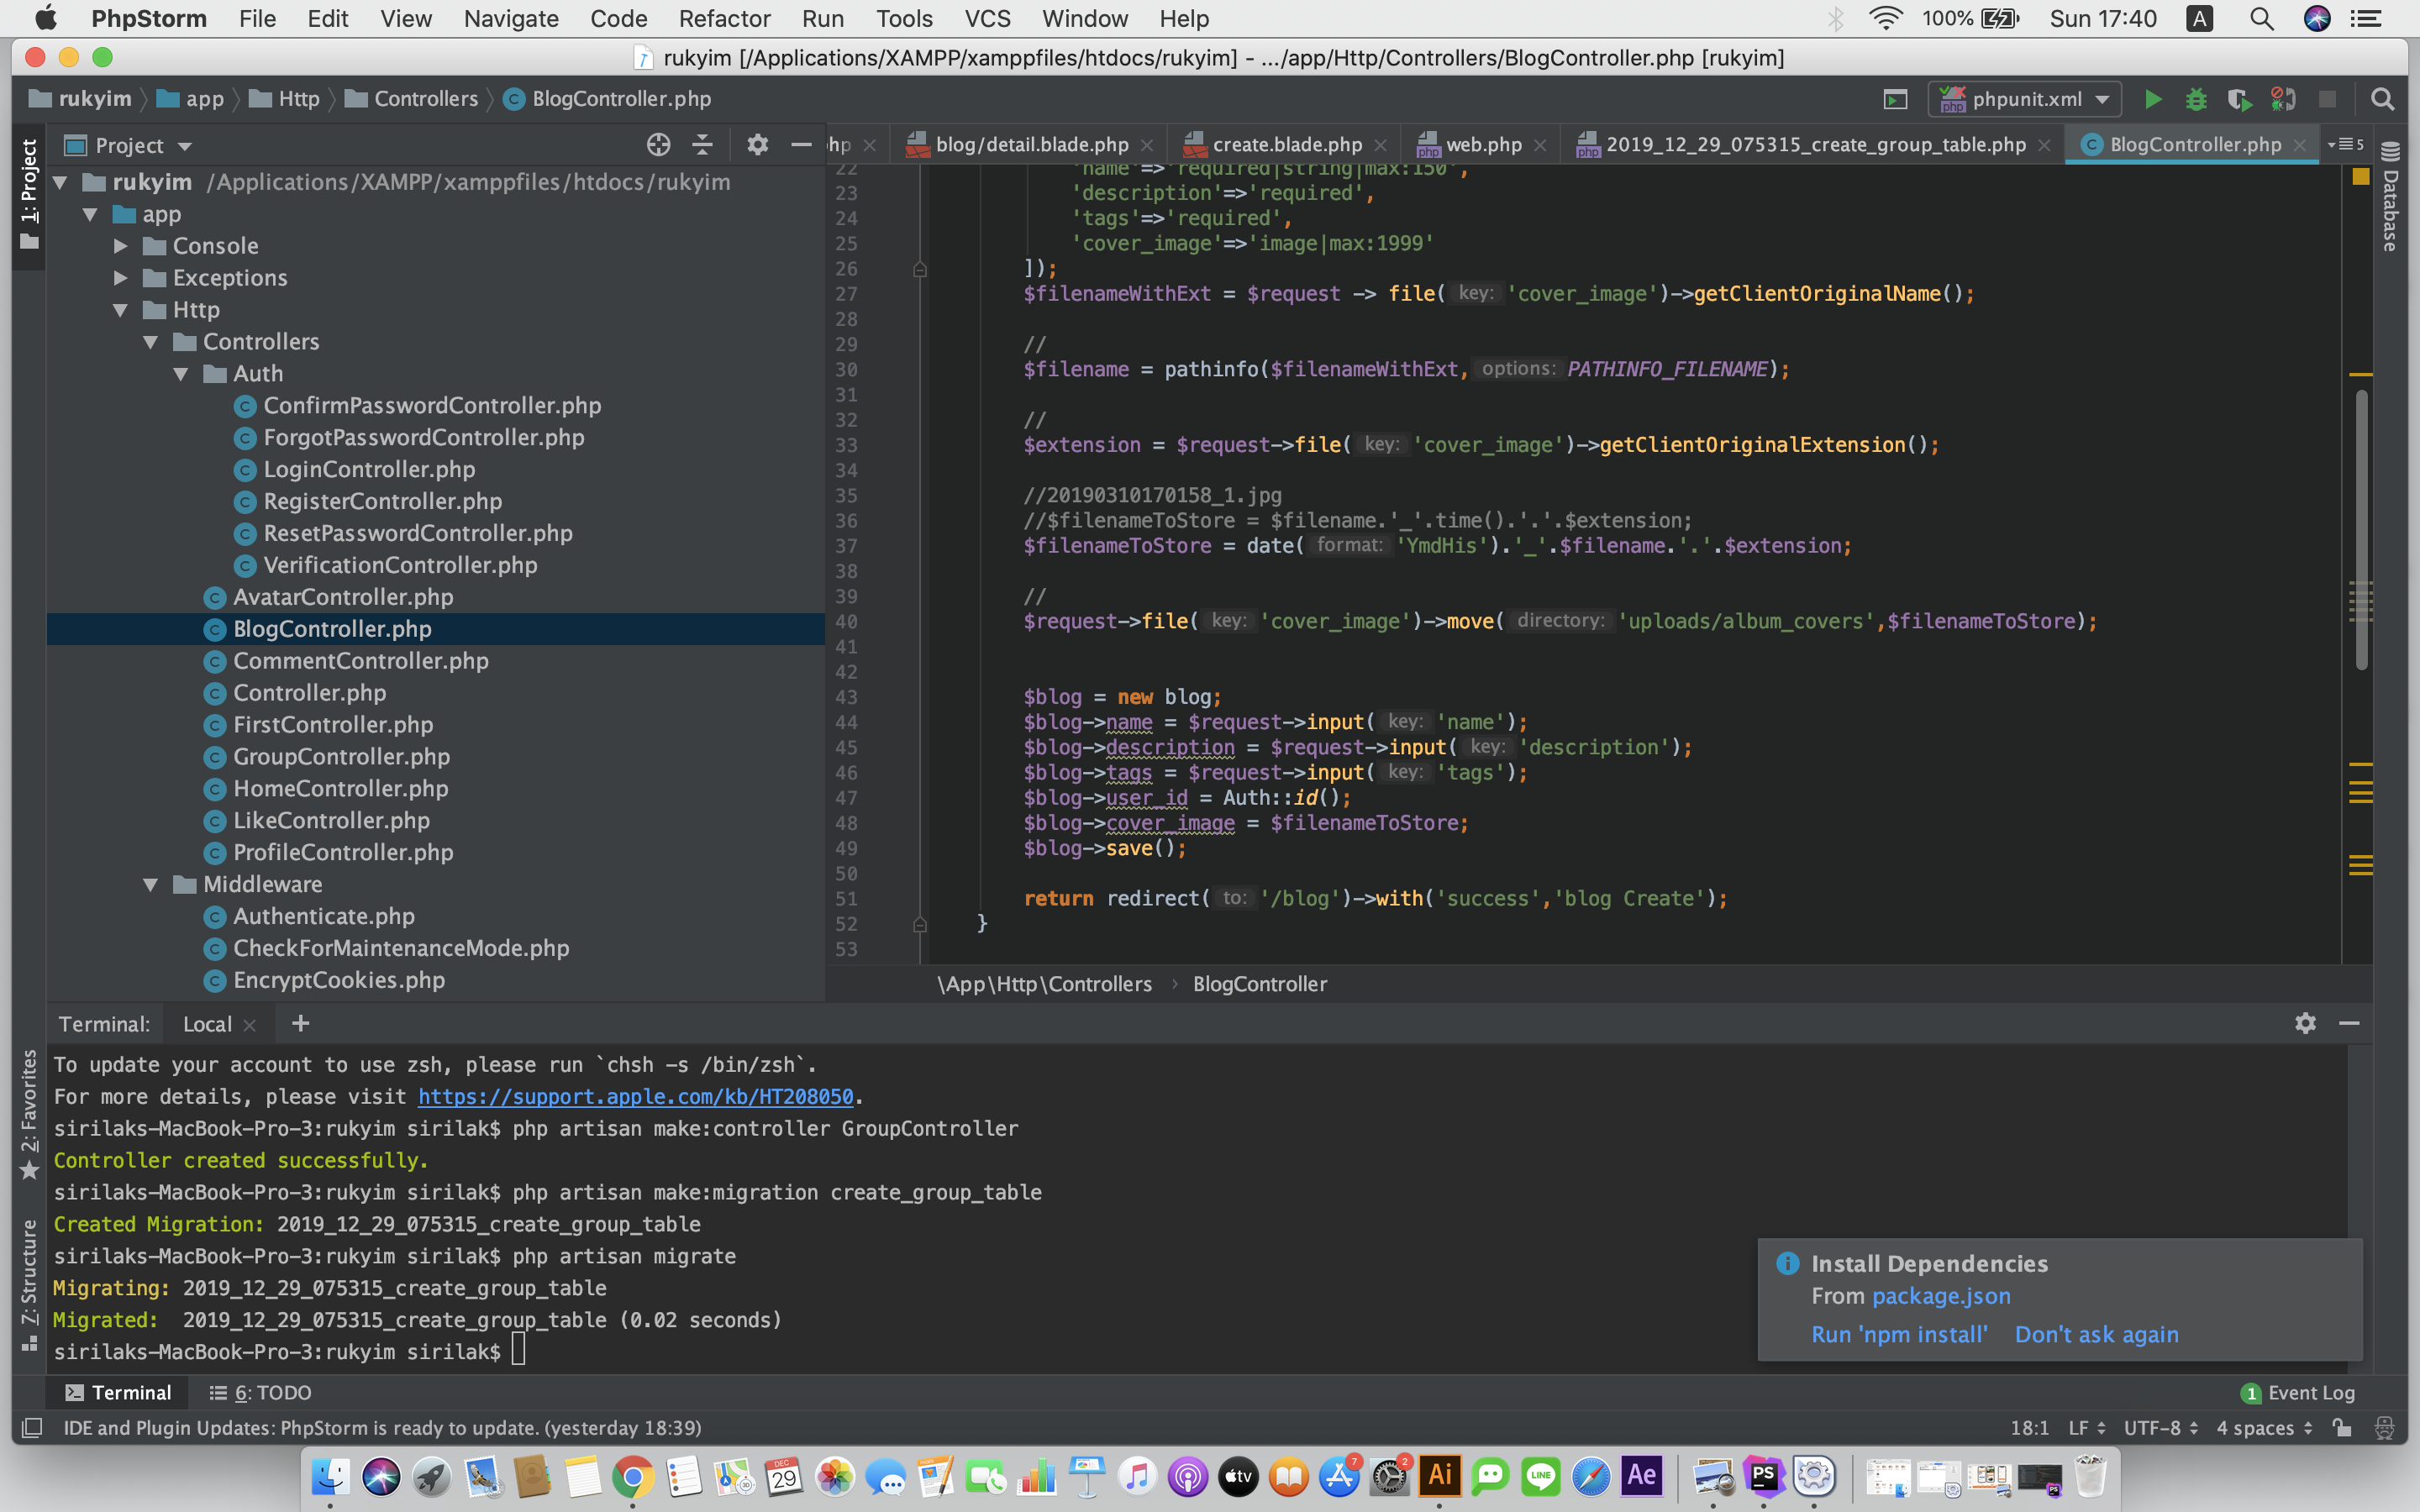 PhpStorm File Edit View Navigate Code Refactor Run Tools VCS Window Help 100% Sun 17:40 A
rukyim [/Applications/XAMPP/xamppfiles/htdocs/rukyim] - .../app/Http/Controllers/BlogController.php [rukyim]
rukyim app Http Controllers BlogController.php phpunit.xml
Project
hp blog/detail.blade.php create.blade.php web.php 2019_12_29_075315_create_group_table.php BlogController.php 5
1: Project
2: Favorites
7: Structure
Database
rukyim /Applications/XAMPP/xamppfiles/htdocs/rukyim
app
Console
Exceptions
Http
Controllers
Auth
ConfirmPasswordController.php
ForgotPasswordController.php
LoginController.php
RegisterController.php
ResetPasswordController.php
VerificationController.php
AvatarController.php
BlogController.php
CommentController.php
Controller.php
FirstController.php
GroupController.php
HomeController.php
LikeController.php
ProfileController.php
Middleware
Authenticate.php
CheckForMaintenanceMode.php
EncryptCookies.php
22 'name'=>'required|string|max:150',
23 'description'=>'required',
24 'tags'=>'required',
25 'cover_image'=>'image|max:1999'
26 ]);
27 $filenameWithExt = $request -> file( key: 'cover_image')->getClientOriginalName();
28
29 //
30 $filename = pathinfo($filenameWithExt, options: PATHINFO_FILENAME);
31
32 //
33 $extension = $request->file( key: 'cover_image')->getClientOriginalExtension();
34
35 //20190310170158_1.jpg
36 //$filenameToStore = $filename.'_'.time().'.'.$extension;
37 $filenameToStore = date( format: 'YmdHis').'_'.$filename.'.'.$extension;
38
39 //
40 $request->file( key: 'cover_image')->move( directory: 'uploads/album_covers',$filenameToStore);
41
42
43 $blog = new blog;
44 $blog->name = $request->input( key: 'name');
45 $blog->description = $request->input( key: 'description');
46 $blog->tags = $request->input( key: 'tags');
47 $blog->user_id = Auth::id();
48 $blog->cover_image = $filenameToStore;
49 $blog->save();
50
51 return redirect( to: '/blog')->with('success','blog Create');
52 }
53
\App\Http\Controllers › BlogController
Terminal: Local
To update your account to use zsh, please run `chsh -s /bin/zsh`.
For more details, please visit https://support.apple.com/kb/HT208050.
sirilaks-MacBook-Pro-3:rukyim sirilak$ php artisan make:controller GroupController
Controller created successfully.
sirilaks-MacBook-Pro-3:rukyim sirilak$ php artisan make:migration create_group_table
Created Migration: 2019_12_29_075315_create_group_table
sirilaks-MacBook-Pro-3:rukyim sirilak$ php artisan migrate
Migrating: 2019_12_29_075315_create_group_table
Migrated:  2019_12_29_075315_create_group_table (0.02 seconds)
sirilaks-MacBook-Pro-3:rukyim sirilak$
Install Dependencies
From package.json
Run 'npm install' Don't ask again
Terminal 6: TODO 1 Event Log
IDE and Plugin Updates: PhpStorm is ready to update. (yesterday 18:39) 18:1 LF UTF-8 4 spaces
DEC 29 tv 7 2 Ai LINE Ae PS